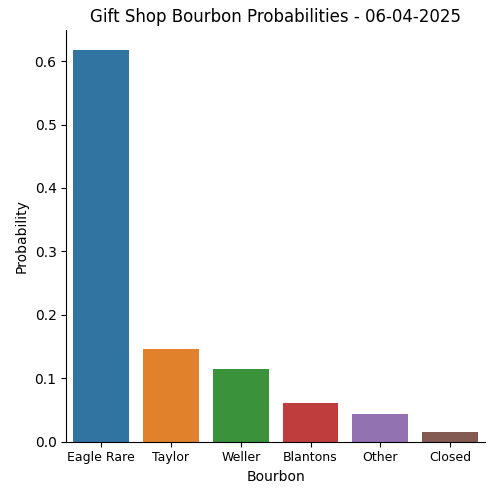 Gift Shop Bourbon Probabilities - 06-04-2025
0.6
0.5
0.4
0.3
0.2
0.1
0.0
Probability
Eagle Rare Taylor Weller Blantons Other Closed
Bourbon